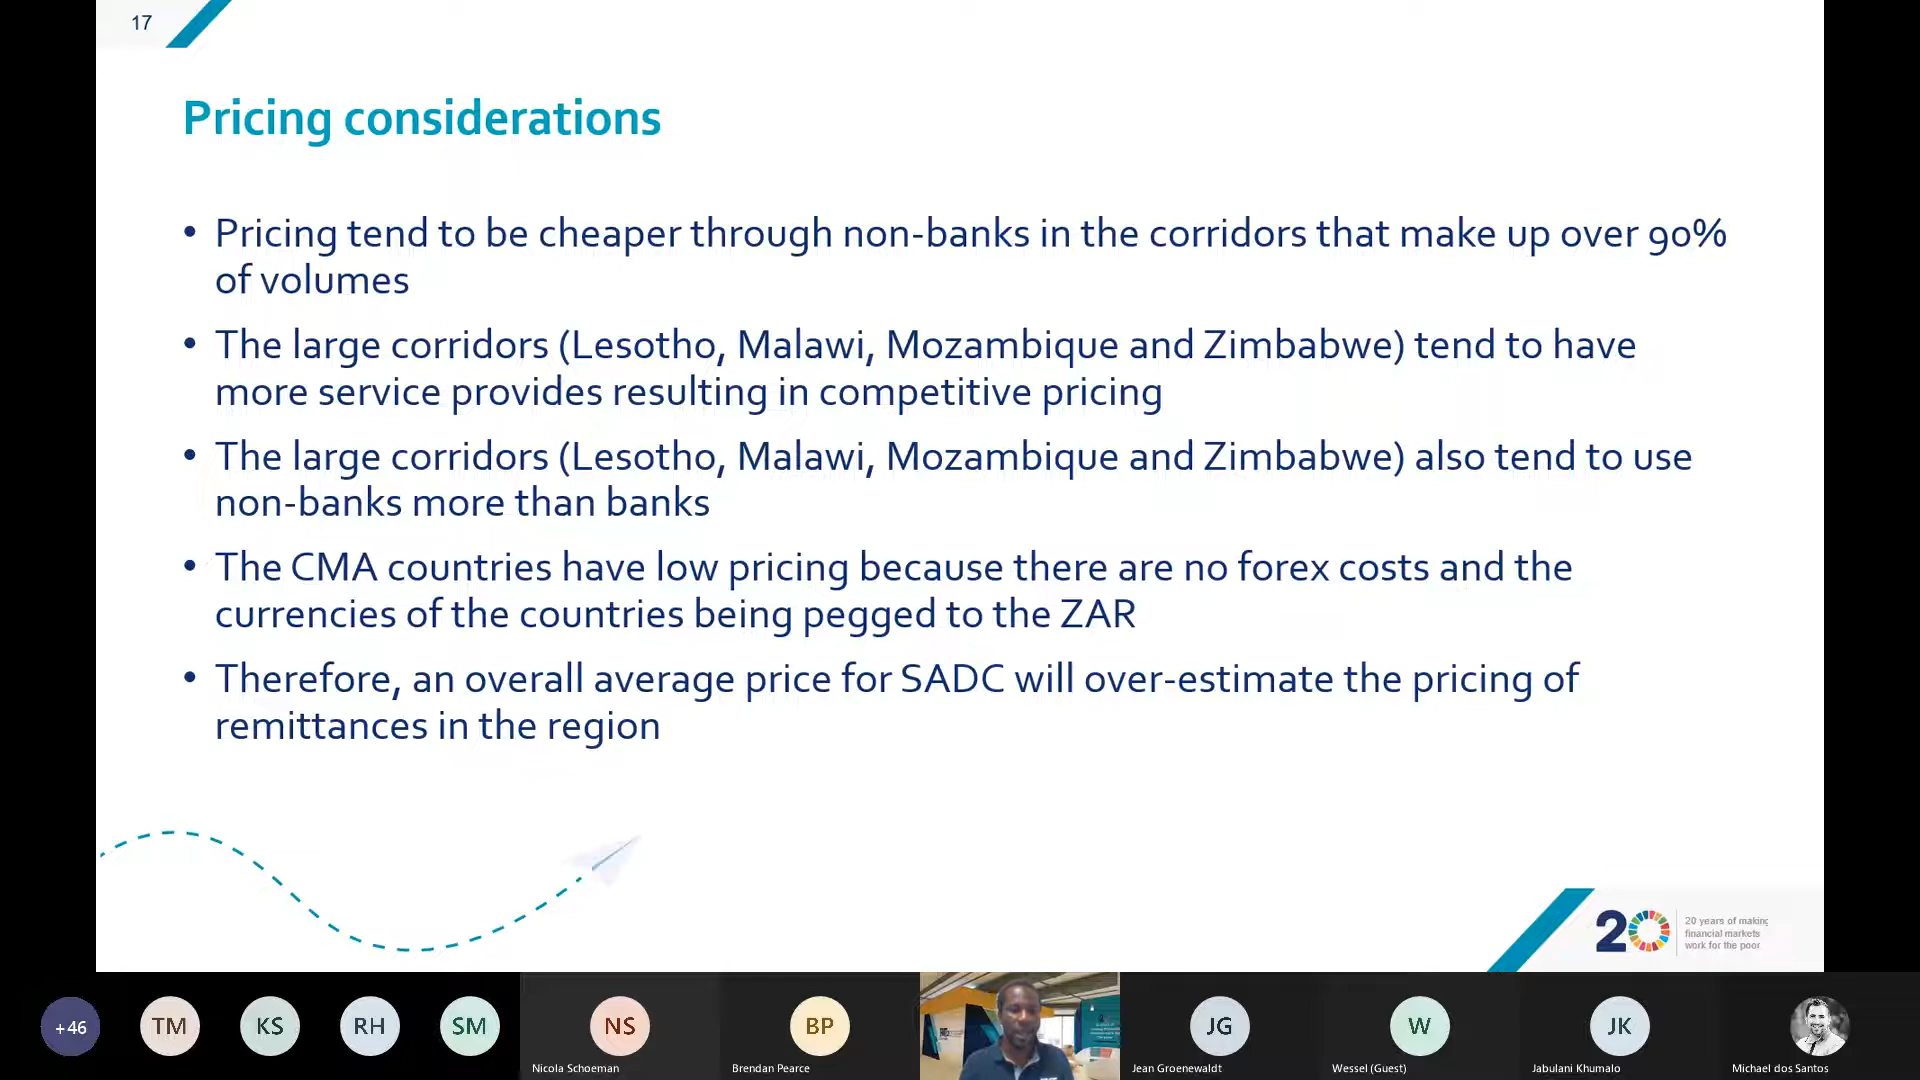 17
Pricing considerations
• Pricing tend to be cheaper through non-banks in the corridors that make up over 90%
of volumes
• The large corridors (Lesotho, Malawi, Mozambique and Zimbabwe) tend to have
more service provides resulting in competitive pricing
• The large corridors (Lesotho, Malawi, Mozambique and Zimbabwe) also tend to use
non-banks more than banks
• The CMA countries have low pricing because there are no forex costs and the
currencies of the countries being pegged to the ZAR
• Therefore, an overall average price for SADC will over-estimate the pricing of
remittances in the region
20
20 years of making
financial markets
work for the poor
+46
TM
KS
RH
SM
NS
BP
JG
W
JK
Nicola Schoeman
Brendan Pearce
Jean Groenewaldt
Wessel (Guest)
Jabulani Khumalo
Michael dos Santos